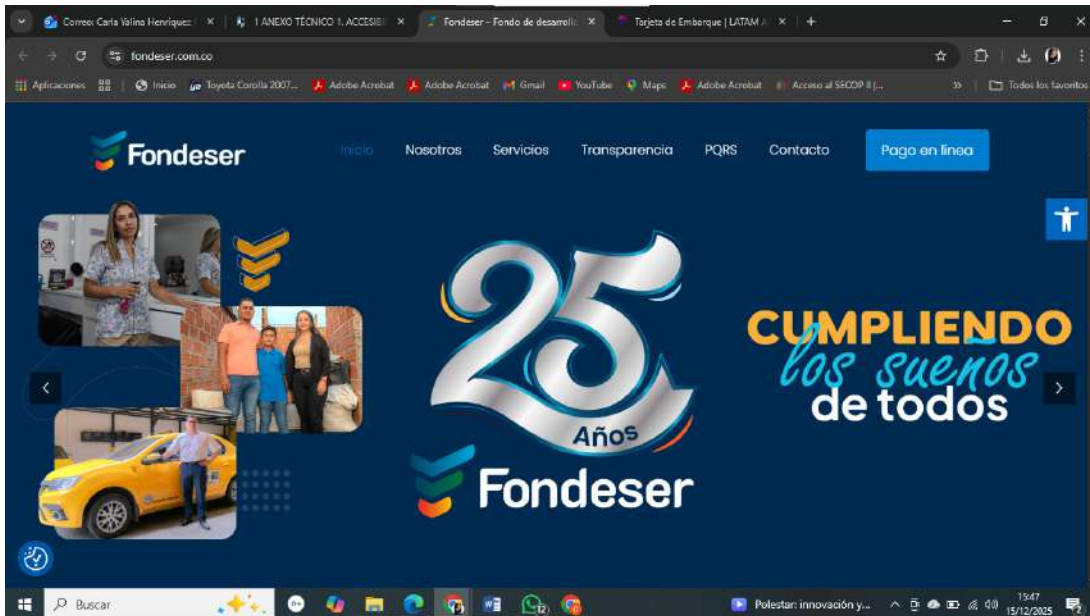 Correo: Carla Valina Henriquez
1 ANEXO TÉCNICO 1. ACCESIBI
Fondeser – Fondo de desarrollo
Tarjeta de Embarque | LATAM A
fondeser.com.co
Aplicaciones
Inicio
Toyota Corolla 2007...
Adobe Acrobat
Adobe Acrobat
Gmail
YouTube
Maps
Adobe Acrobat
Acceso al SECOP II |...
Todos los favoritos
Fondeser
Inicio
Nosotros
Servicios
Transparencia
PQRS
Contacto
Pago en línea
25
Años
Fondeser
CUMPLIENDO
los sueños
de todos
Buscar
Polestar: innovación y...
15:47
15/12/2025